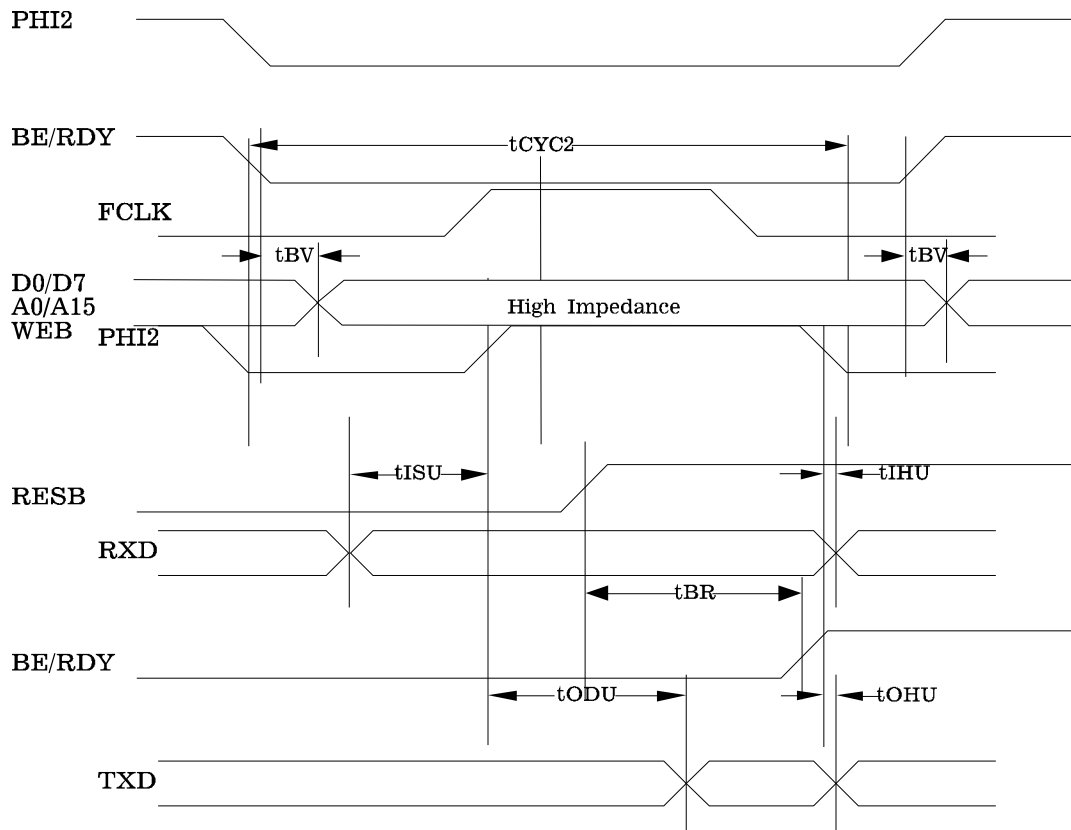 PHI2
BE/RDY
tCYC2
FCLK
tBV
tBV
D0/D7
A0/A15
WEB
High Impedance
PHI2
tISU
tIHU
RESB
RXD
tBR
BE/RDY
tODU
tOHU
TXD